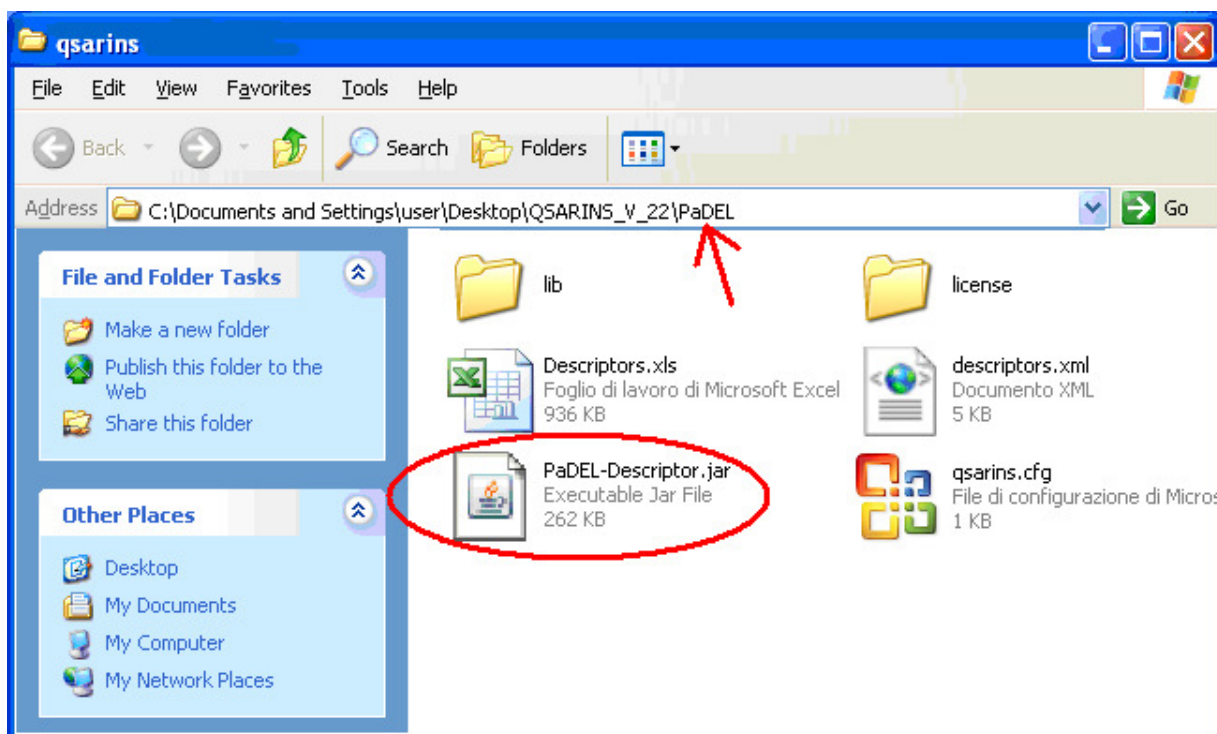 qsarins
File Edit View Favorites Tools Help
Back Search Folders
Address C:\Documents and Settings\user\Desktop\QSARINS_V_22\PaDEL Go
File and Folder Tasks
Make a new folder
Publish this folder to the
Web
Share this folder
Other Places
Desktop
My Documents
My Computer
My Network Places
lib
license
Descriptors.xls
Foglio di lavoro di Microsoft Excel
936 KB
descriptors.xml
Documento XML
5 KB
PaDEL-Descriptor.jar
Executable Jar File
262 KB
qsarins.cfg
File di configurazione di Micros
1 KB